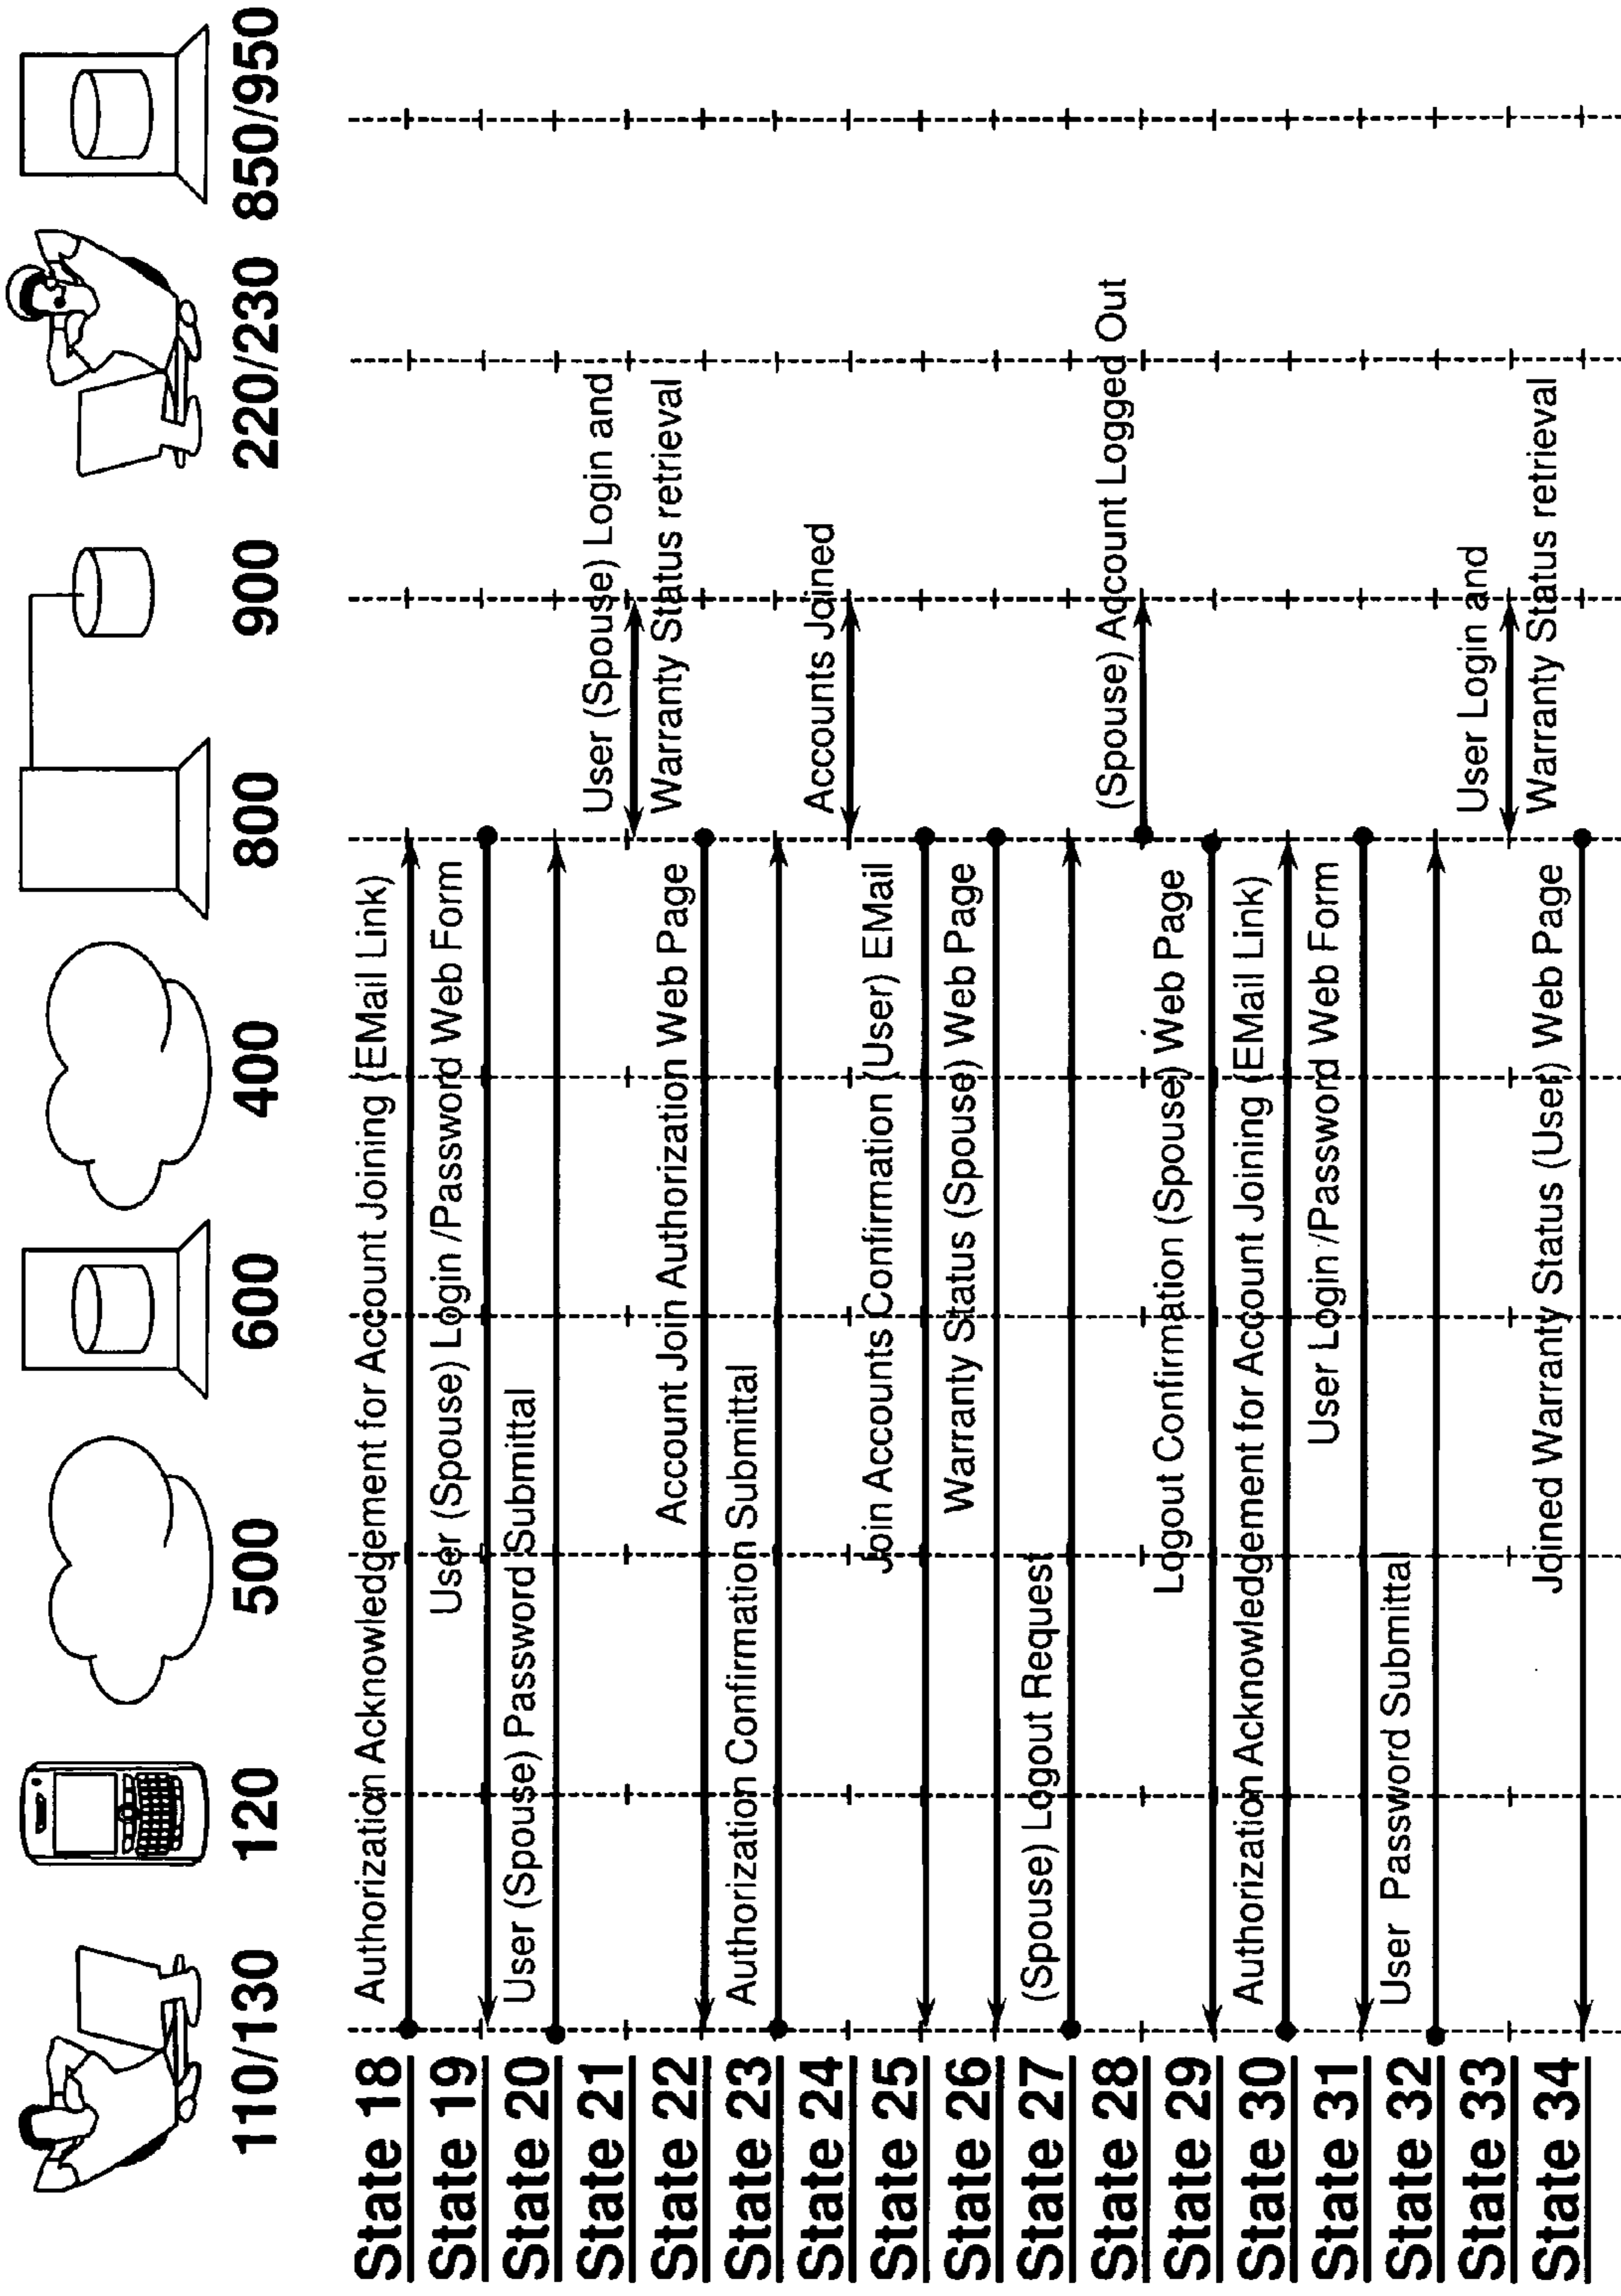 110/130
120
500
600
400
800
900
220/230
850/950
State 18
Authorization Acknowledgement for Account Joining (EMail Link)
State 19
User (Spouse) Login /Password Web Form
State 20
User (Spouse) Password Submittal
State 21
User (Spouse) Login and
Warranty Status retrieval
State 22
Account Join Authorization Web Page
State 23
Authorization Confirmation Submittal
State 24
Accounts Joined
State 25
Join Accounts Confirmation (User) EMail
State 26
Warranty Status (Spouse) Web Page
State 27
(Spouse) Logout Request
State 28
(Spouse) Account Logged Out
State 29
Logout Confirmation (Spouse) Web Page
State 30
Authorization Acknowledgement for Account Joining (EMail Link)
State 31
User Login /Password Web Form
State 32
User Password Submittal
State 33
User Login and
Warranty Status retrieval
State 34
Joined Warranty Status (User) Web Page